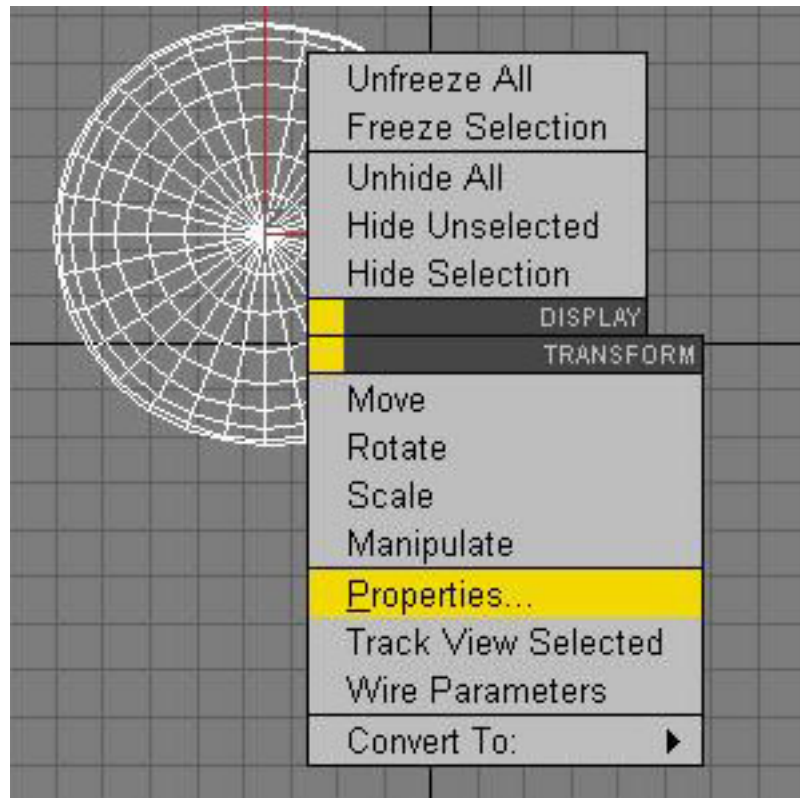 Unfreeze All
Freeze Selection
Unhide All
Hide Unselected
Hide Selection
DISPLAY
TRANSFORM
Move
Rotate
Scale
Manipulate
Properties...
Track View Selected
Wire Parameters
Convert To: